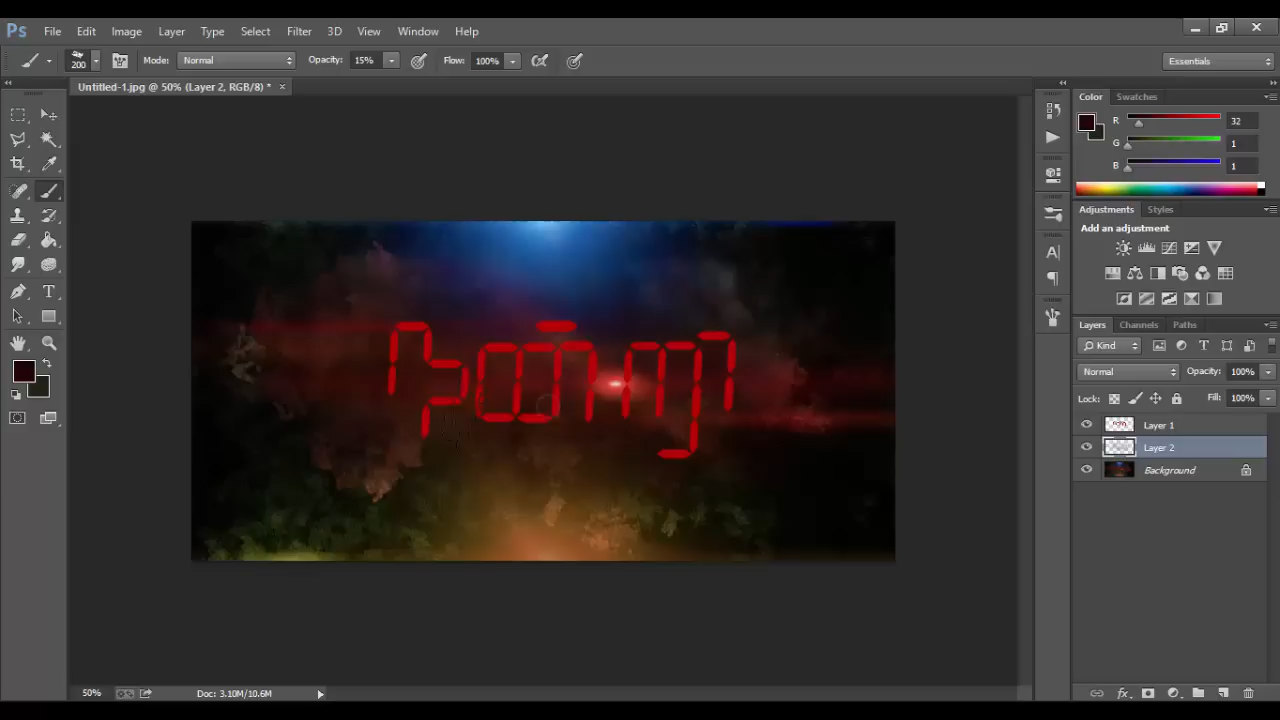 Ps File Edit Image Layer Type Select Filter 3D View Window Help
200 Mode: Normal Opacity: 15% Flow: 100% Essentials
Untitled-1.jpg @ 50% (Layer 2, RGB/8) *
Color Swatches
R 32
G 1
B 1
Adjustments Styles
Add an adjustment
Layers Channels Paths
Kind
Normal Opacity: 100%
Lock: Fill: 100%
Layer 1
Layer 2
Background
50% Doc: 3.10M/10.6M